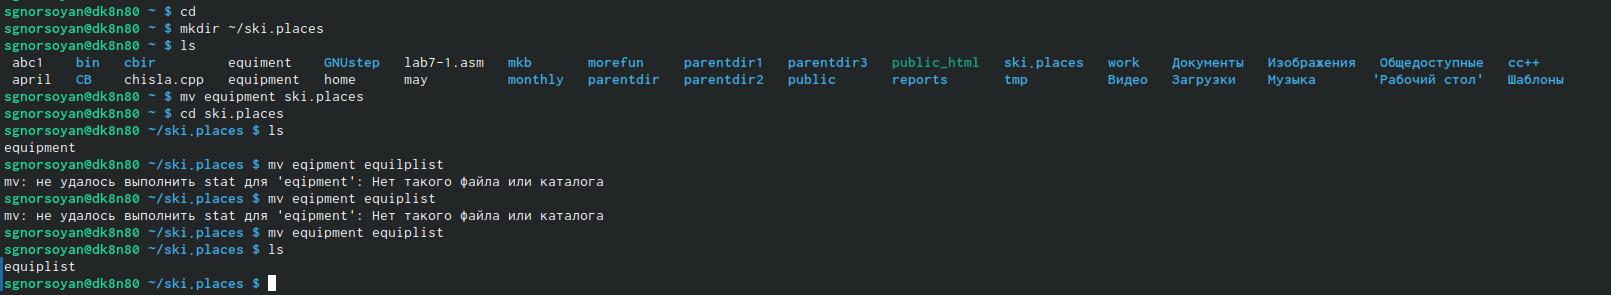 sgnorsoyan@dk8n80 ~ $ cd
sgnorsoyan@dk8n80 ~ $ mkdir ~/ski.places
sgnorsoyan@dk8n80 ~ $ ls
abc1 bin cbir equiment GNUstep lab7-1.asm mkb morefun parentdir1 parentdir3 public_html ski.places work Документы Изображения Общедоступные сс++
april CB chisla.cpp equipment home may monthly parentdir parentdir2 public reports tmp Видео Загрузки Музыка 'Рабочий стол' Шаблоны
sgnorsoyan@dk8n80 ~ $ mv equipment ski.places
sgnorsoyan@dk8n80 ~ $ cd ski.places
sgnorsoyan@dk8n80 ~/ski.places $ ls
equipment
sgnorsoyan@dk8n80 ~/ski.places $ mv eqipment equilplist
mv: не удалось выполнить stat для 'eqipment': Нет такого файла или каталога
sgnorsoyan@dk8n80 ~/ski.places $ mv eqipment equiplist
mv: не удалось выполнить stat для 'eqipment': Нет такого файла или каталога
sgnorsoyan@dk8n80 ~/ski.places $ mv equipment equiplist
sgnorsoyan@dk8n80 ~/ski.places $ ls
equiplist
sgnorsoyan@dk8n80 ~/ski.places $